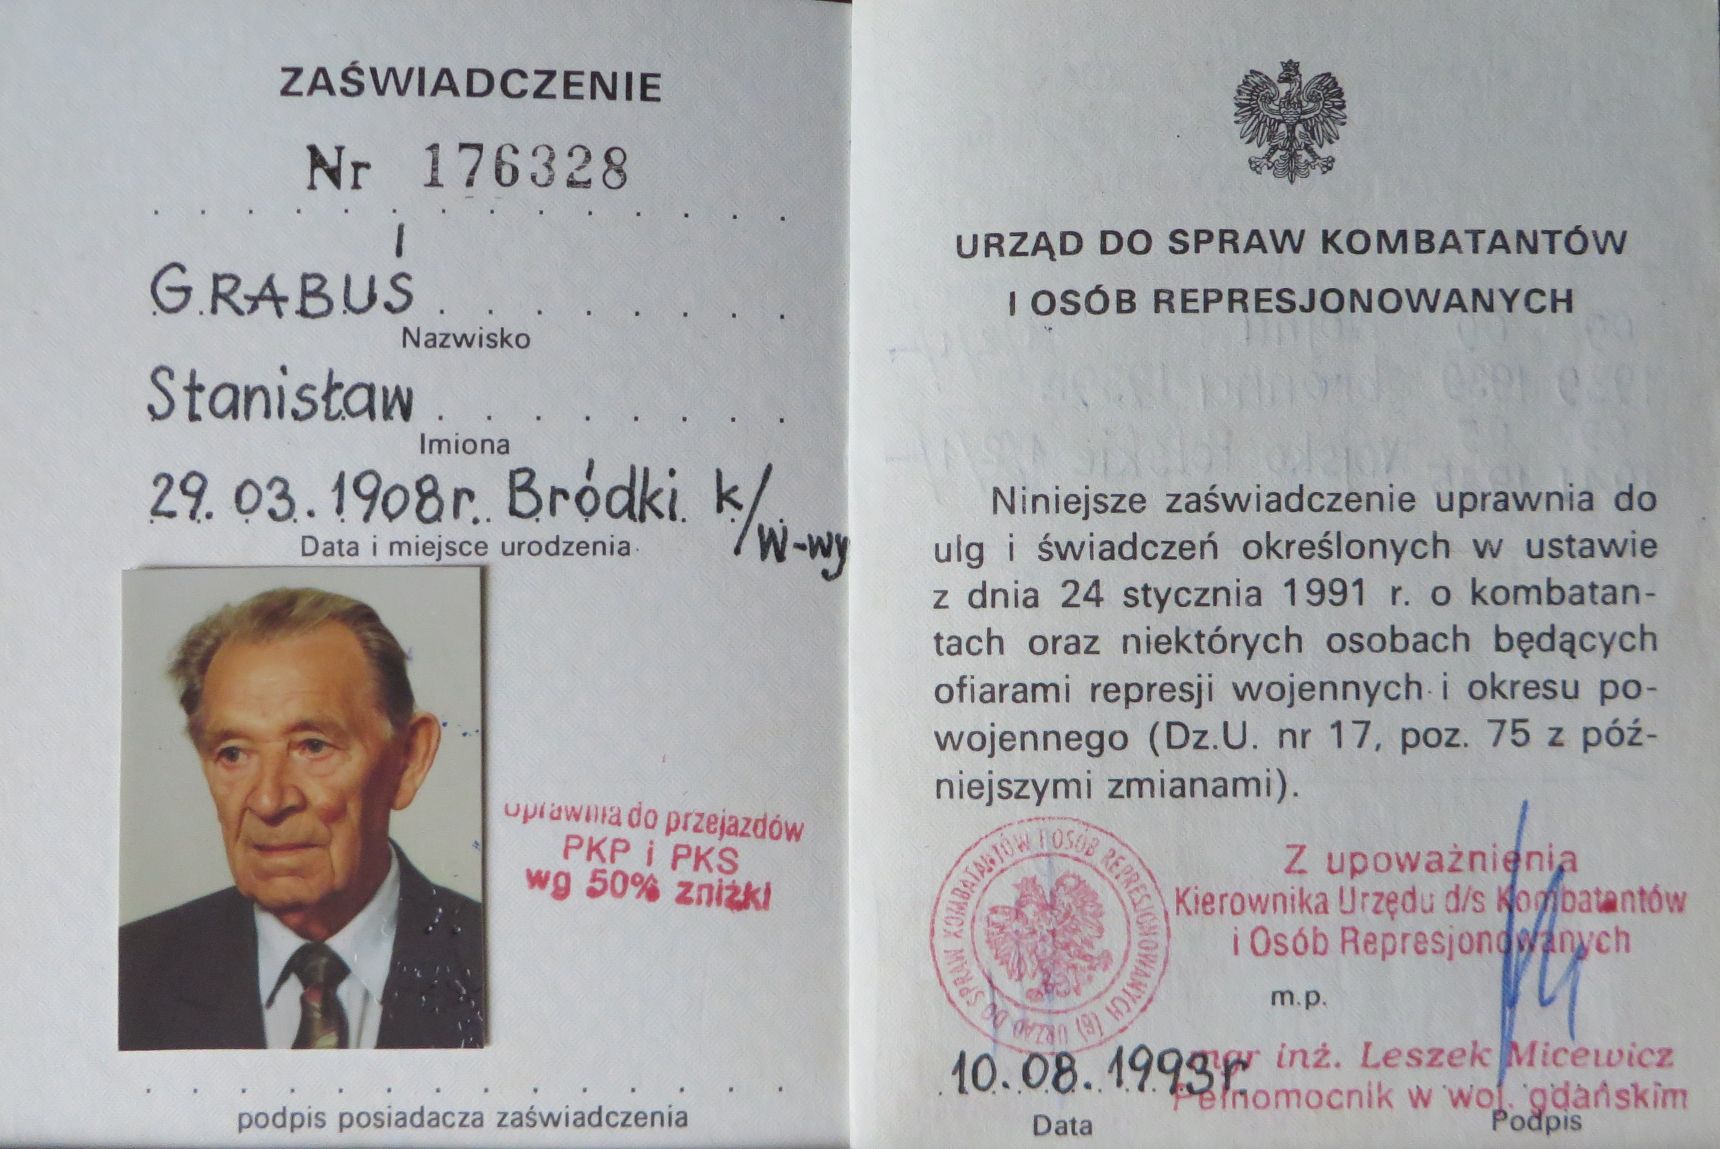 ZAŚWIADCZENIE
Nr 176328
GRABUŚ
Nazwisko
Stanisław
Imiona
29.03.1908r. Bródki k/W-wy
Data i miejsce urodzenia
Uprawnia do przejazdów
PKP i PKS
wg 50% zniżki
podpis posiadacza zaświadczenia
URZĄD DO SPRAW KOMBATANTÓW
I OSÓB REPRESJONOWANYCH
Niniejsze zaświadczenie uprawnia do
ulg i świadczeń określonych w ustawie
z dnia 24 stycznia 1991 r. o kombatan-
tach oraz niektórych osobach będących
ofiarami represji wojennych i okresu po-
wojennego (Dz.U. nr 17, poz. 75 z póź-
niejszymi zmianami).
URZĄD DO SPRAW KOMBATANTÓW I OSÓB REPRESJONOWANYCH (8)
Z upoważnienia
Kierownika Urzędu d/s Kombatantów
i Osób Represjonowanych
m.p.
mgr inż. Leszek Micewicz
10.08.1993r.
Pełnomocnik w woj. gdańskim
Data
Podpis